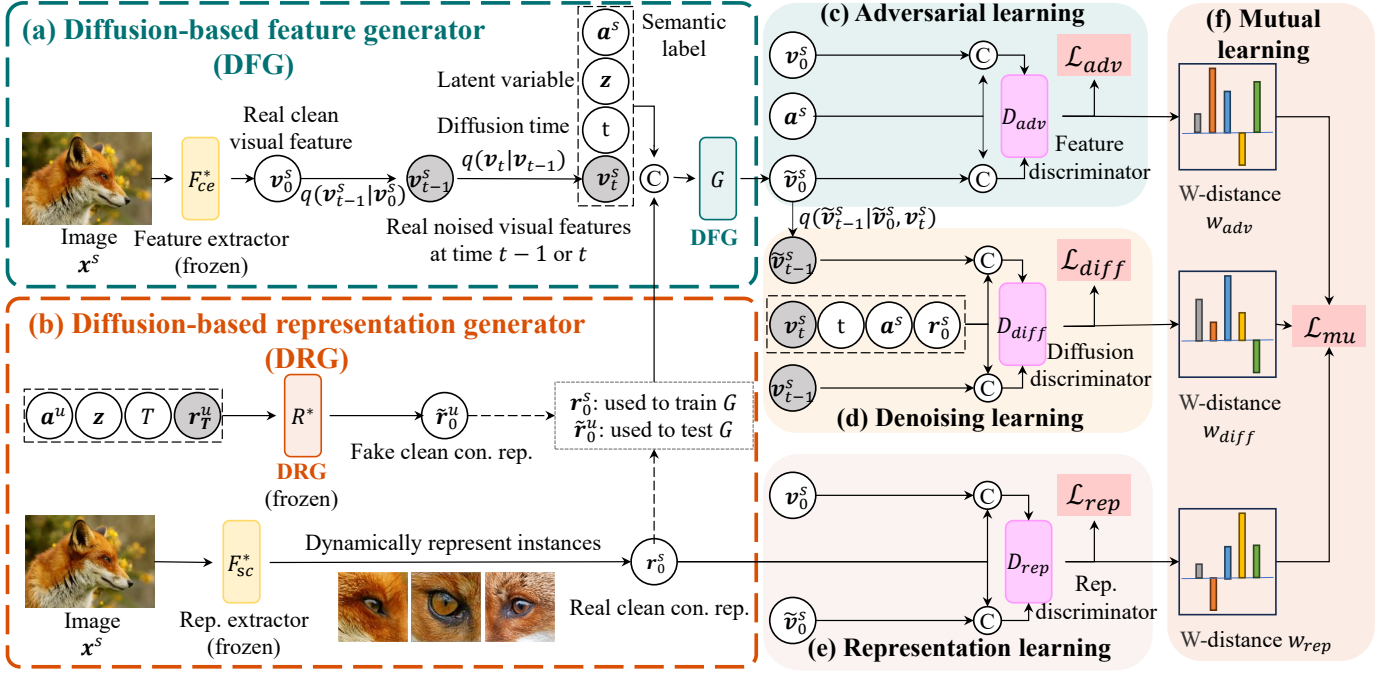 (a) Diffusion-based feature generator
(DFG)
Semantic
label
Latent variable
Diffusion time
a^s
z
t
v_t^s
Real clean
visual feature
F_ce^*
v_0^s
q(v_{t-1}^s|v_0^s)
v_{t-1}^s
q(v_t|v_{t-1})
C
G
DFG
Image
x^s
Feature extractor
(frozen)
Real noised visual features
at time t − 1 or t
(b) Diffusion-based representation generator
(DRG)
a^u
z
T
r_T^u
R^*
r̃_0^u
DRG
(frozen)
Fake clean con. rep.
r_0^s: used to train G
r̃_0^u: used to test G
Image
x^s
F_sc^*
Rep. extractor
(frozen)
Dynamically represent instances
r_0^s
Real clean con. rep.
(c) Adversarial learning
v_0^s
C
a^s
ṽ_0^s
C
D_adv
L_adv
Feature
discriminator
q(ṽ_{t-1}^s|ṽ_0^s, v_t^s)
ṽ_{t-1}^s
C
v_t^s
t
a^s
r_0^s
v_{t-1}^s
C
D_diff
L_diff
Diffusion
discriminator
(d) Denoising learning
v_0^s
C
ṽ_0^s
C
D_rep
L_rep
Rep.
discriminator
(e) Representation learning
(f) Mutual
learning
W-distance
w_adv
W-distance
w_diff
W-distance w_rep
L_mu